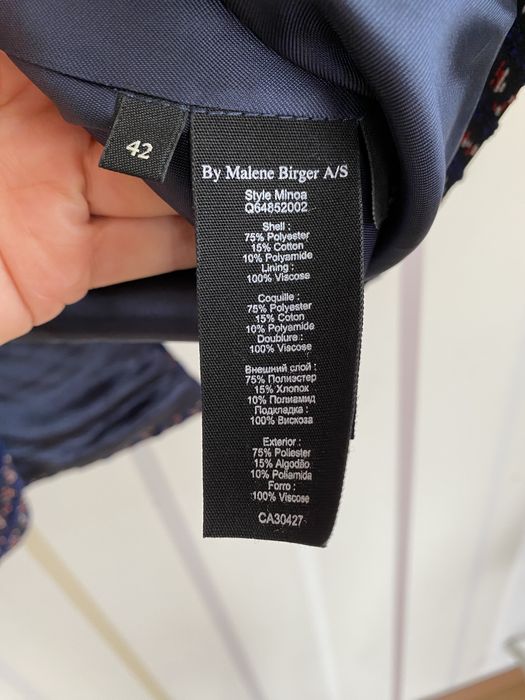 42
By Malene Birger A/S
Style Minoa
Q64852002
Shell :
75% Polyester
15% Cotton
10% Polyamide
Lining :
100% Viscose
Coquille :
75% Polyester
15% Coton
10% Polyamide
Doublure :
100% Viscose
Внешний слой :
75% Полиэстер
15% Хлопок
10% Полиамид
Подкладка :
100% Вискоза
Exterior :
75% Poliester
15% Algodão
10% Poliamida
Forro :
100% Viscose
CA30427